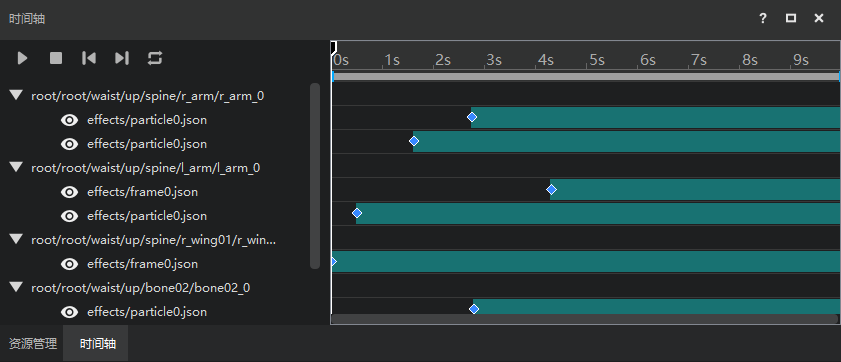 时间轴
0s 1s 2s 3s 4s 5s 6s 7s 8s 9s
root/root/waist/up/spine/r_arm/r_arm_0
effects/particle0.json
effects/particle0.json
root/root/waist/up/spine/l_arm/l_arm_0
effects/frame0.json
effects/particle0.json
root/root/waist/up/spine/r_wing01/r_win...
effects/frame0.json
root/root/waist/up/bone02/bone02_0
effects/particle0.json
资源管理 时间轴